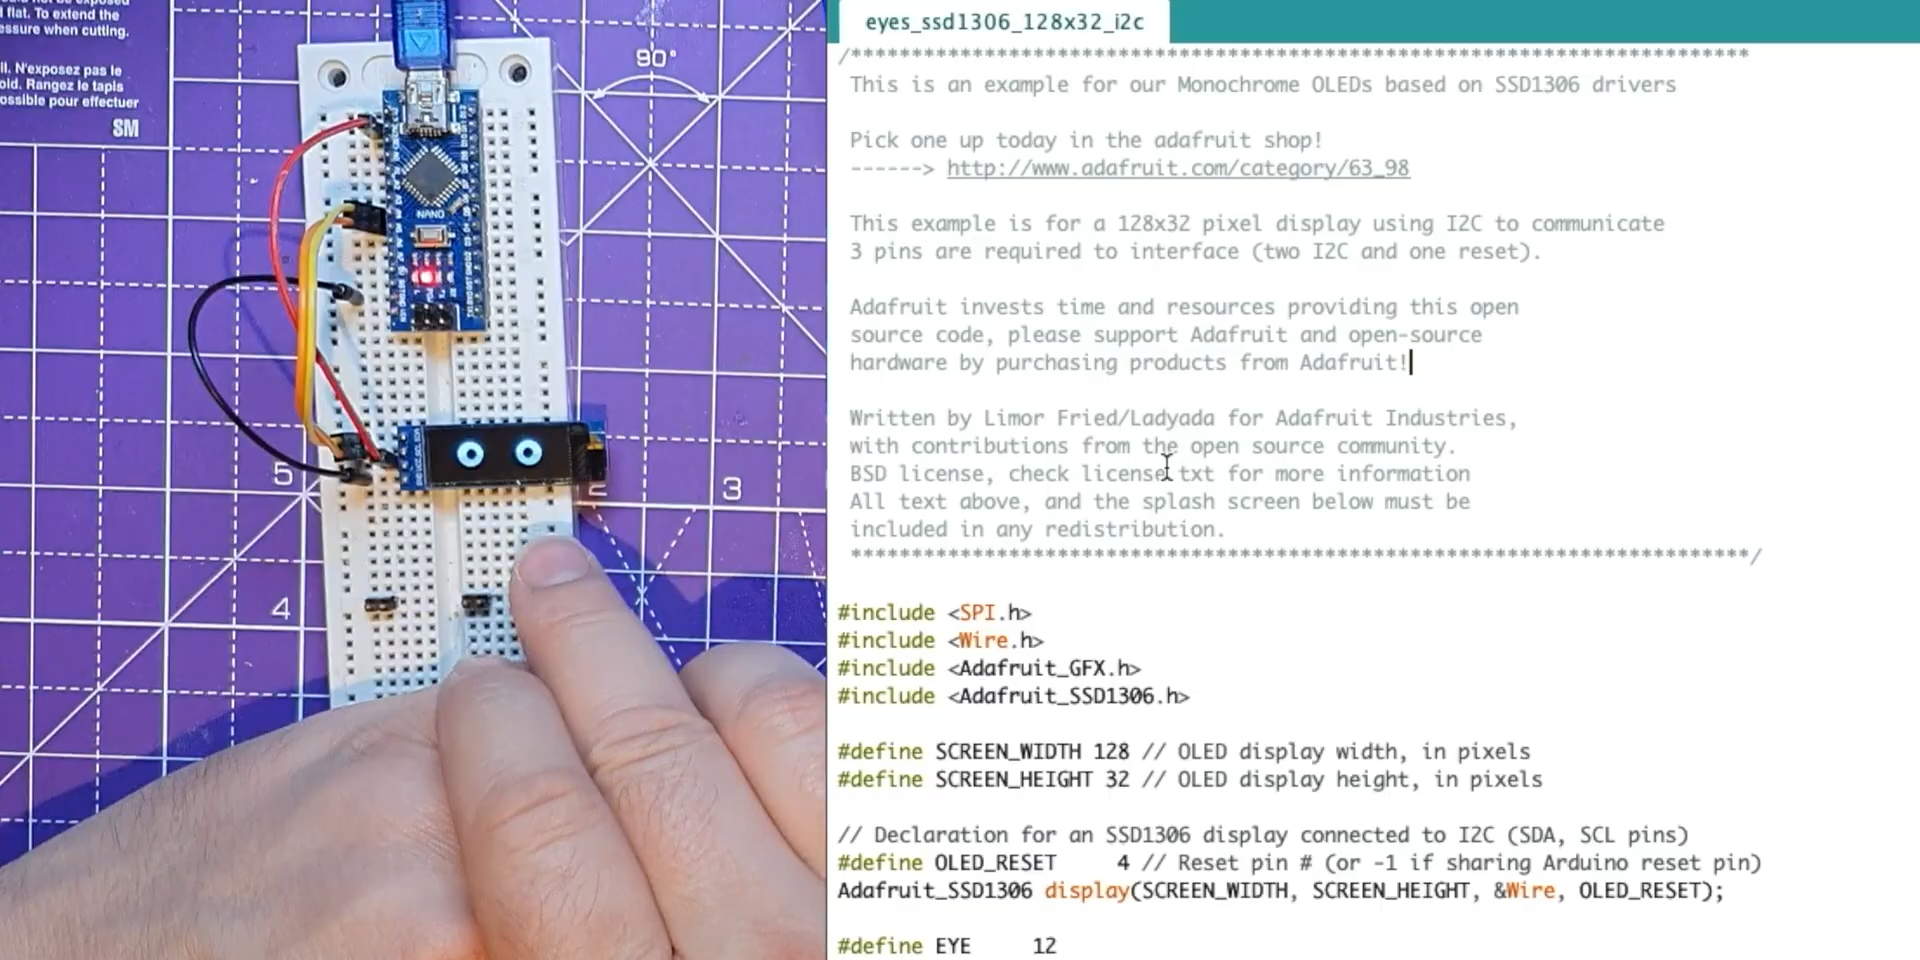 not be exposed
flat. To extend the
ssure when cutting.
il. N'exposez pas le
oid. Rangez le tapis
ossible pour effectuer
SM
90°
NANO
5
2
3
4
eyes_ssd1306_128x32_i2c
/**************************************************************************
This is an example for our Monochrome OLEDs based on SSD1306 drivers
Pick one up today in the adafruit shop!
------> http://www.adafruit.com/category/63_98
This example is for a 128x32 pixel display using I2C to communicate
3 pins are required to interface (two I2C and one reset).
Adafruit invests time and resources providing this open
source code, please support Adafruit and open-source
hardware by purchasing products from Adafruit!
Written by Limor Fried/Ladyada for Adafruit Industries,
with contributions from the open source community.
BSD license, check license txt for more information
All text above, and the splash screen below must be
included in any redistribution.
**************************************************************************/
#include <SPI.h>
#include <Wire.h>
#include <Adafruit_GFX.h>
#include <Adafruit_SSD1306.h>
#define SCREEN_WIDTH 128 // OLED display width, in pixels
#define SCREEN_HEIGHT 32 // OLED display height, in pixels
// Declaration for an SSD1306 display connected to I2C (SDA, SCL pins)
#define OLED_RESET 4 // Reset pin # (or -1 if sharing Arduino reset pin)
Adafruit_SSD1306 display(SCREEN_WIDTH, SCREEN_HEIGHT, &Wire, OLED_RESET);
#define EYE 12